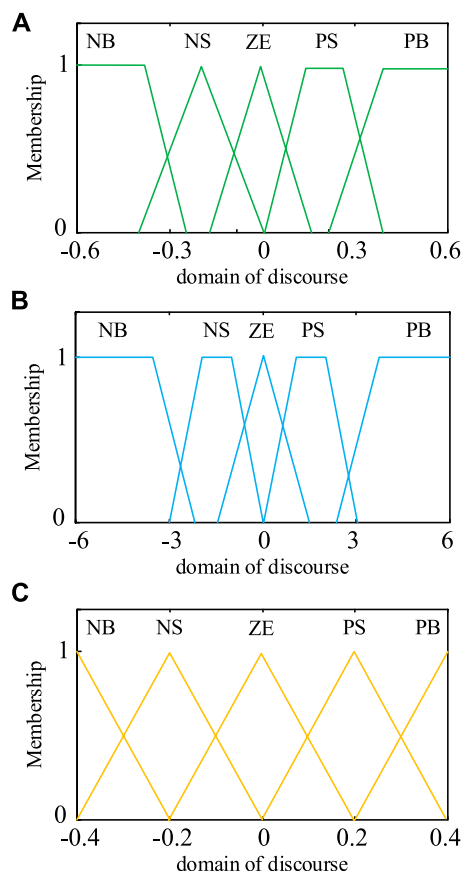 A
NB NS ZE PS PB
1
Membership
0
-0.6 -0.3 0 0.3 0.6
domain of discourse
B
NB NS ZE PS PB
1
Membership
0
-6 -3 0 3 6
domain of discourse
C
NB NS ZE PS PB
1
Membership
0
-0.4 -0.2 0 0.2 0.4
domain of discourse